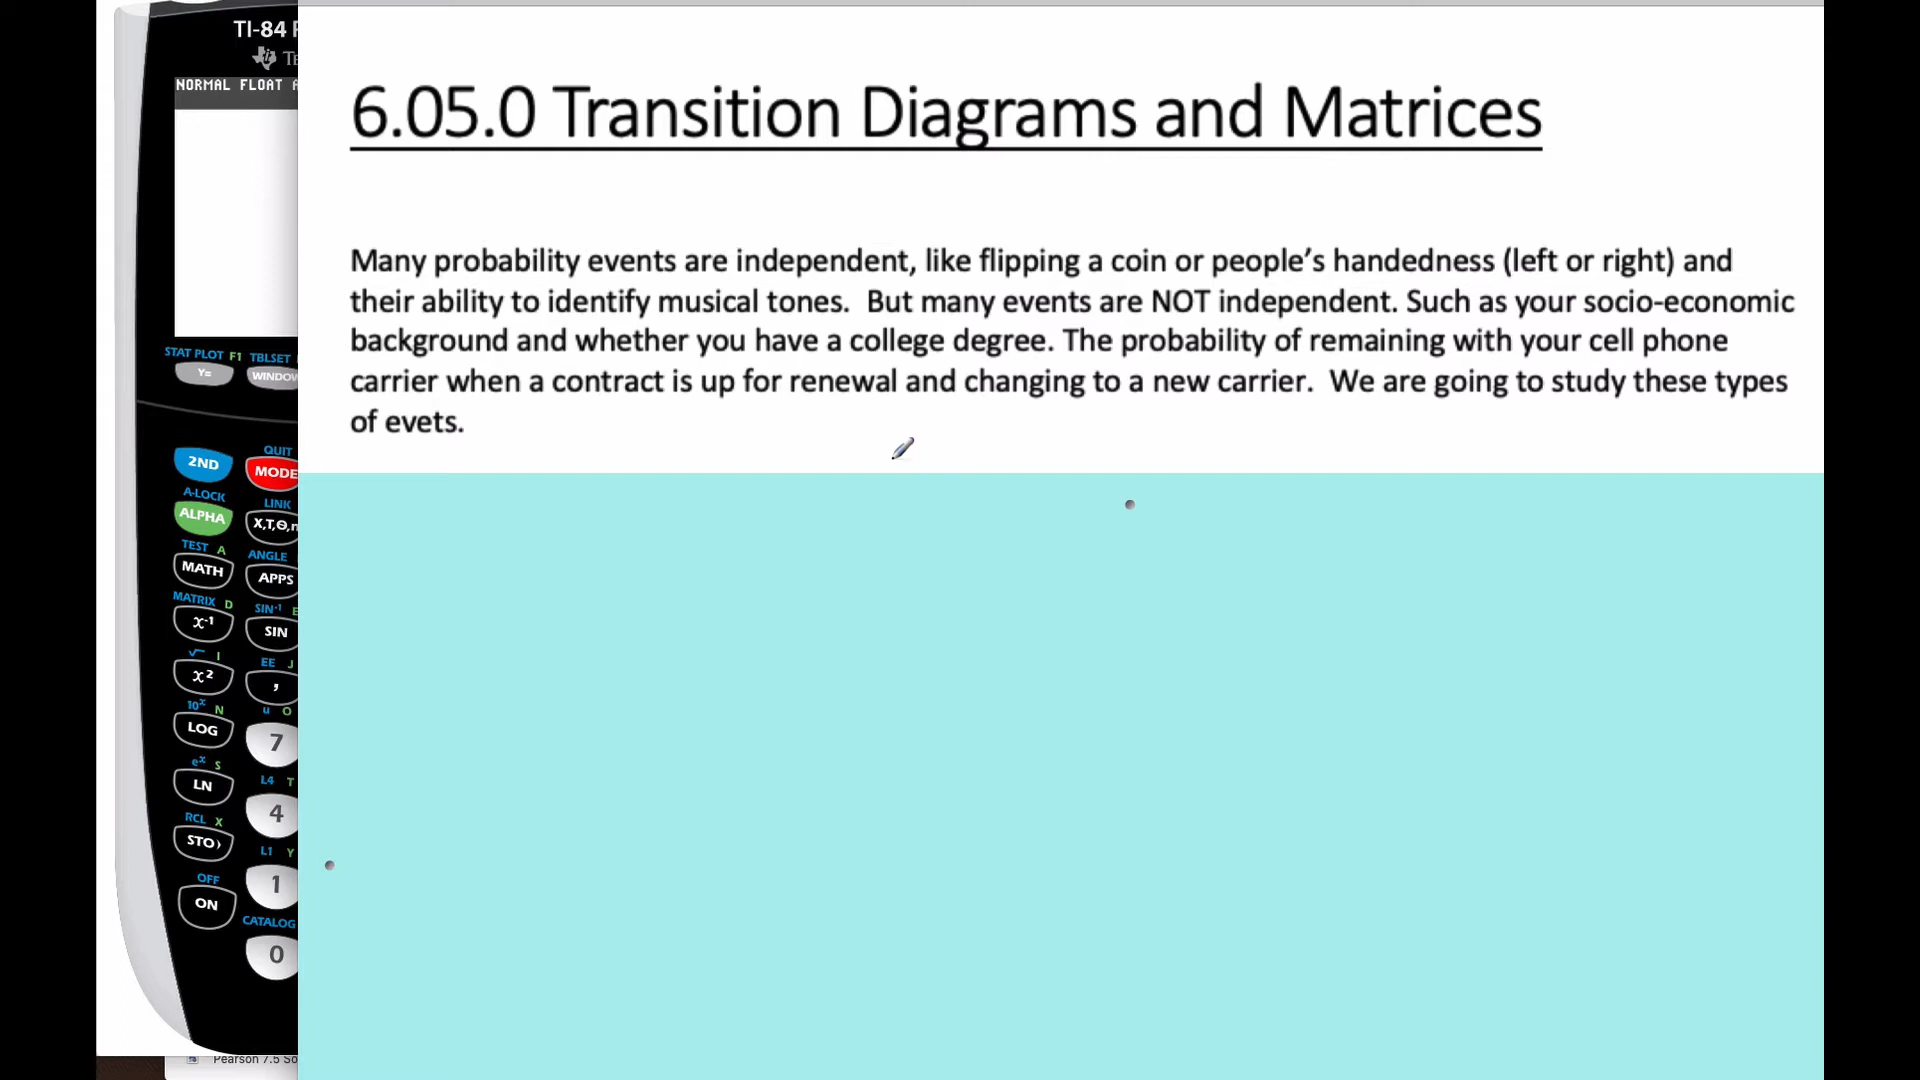 TI-84
NORMAL FLOAT
6.05.0 Transition Diagrams and Matrices
Many probability events are independent, like flipping a coin or people’s handedness (left or right) and
their ability to identify musical tones.  But many events are NOT independent. Such as your socio-economic
background and whether you have a college degree. The probability of remaining with your cell phone
carrier when a contract is up for renewal and changing to a new carrier.  We are going to study these types
of evets.
STAT PLOT F1 TBLSET
Y= WINDOW
QUIT
2ND MODE
A-LOCK LINK
ALPHA X,T,Θ,n
TEST A ANGLE
MATH APPS
MATRIX D SIN⁻¹ E
x⁻¹ SIN
√ I EE J
x² ,
10ˣ N u O
LOG 7
eˣ S L4 T
LN 4
RCL X L1 Y
STO› 1
OFF
ON
CATALOG
0
Pearson 7.5 So